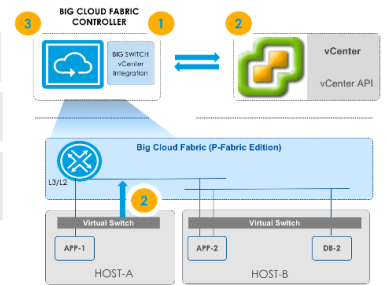 BIG CLOUD FABRIC
CONTROLLER
3
1
2
BIG SWITCH
vCenter
Integration
vCenter
vCenter API
Big Cloud Fabric (P-Fabric Edition)
L3/L2
2
Virtual Switch
Virtual Switch
APP-1
APP-2
DB-2
HOST-A
HOST-B